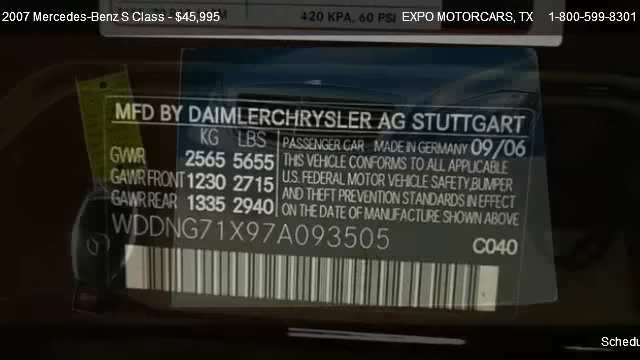 2007 Mercedes-Benz S Class - $45,995
EXPO MOTORCARS, TX 1-800-599-8301
420 KPA, 60 PSI
MFD BY DAIMLERCHRYSLER AG STUTTGART
KG LBS
GVWR 2565 5655
GAWR FRONT 1230 2715
GAWR REAR 1335 2940
PASSENGER CAR MADE IN GERMANY 09/06
THIS VEHICLE CONFORMS TO ALL APPLICABLE
U.S. FEDERAL MOTOR VEHICLE SAFETY,BUMPER
AND THEFT PREVENTION STANDARDS IN EFFECT
ON THE DATE OF MANUFACTURE SHOWN ABOVE
WDDNG71X97A093505
C040
Schedu